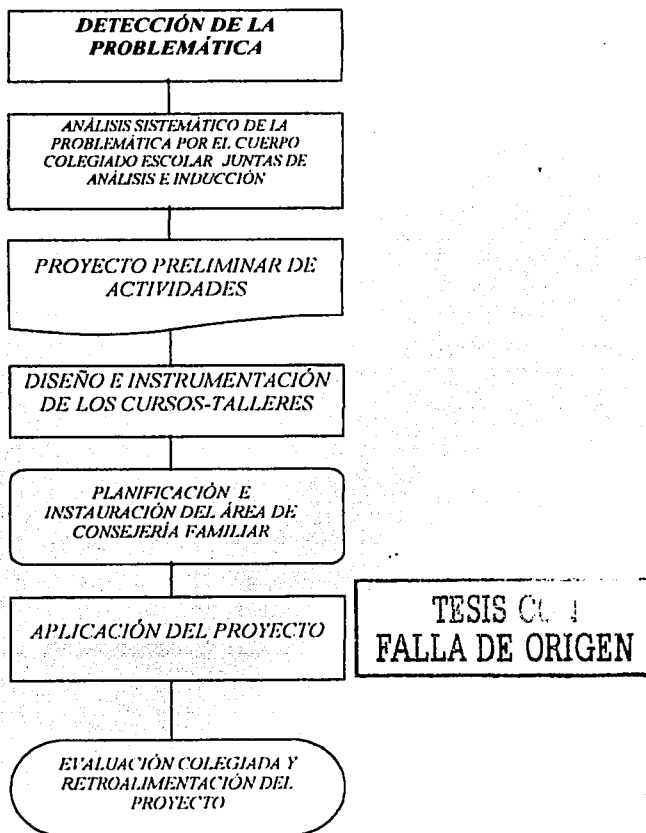 DETECCIÓN DE LA
PROBLEMÁTICA
ANÁLISIS SISTEMÁTICO DE LA
PROBLEMÁTICA POR EL CUERPO
COLEGIADO ESCOLAR JUNTAS DE
ANÁLISIS E INDUCCIÓN
PROYECTO PRELIMINAR DE
ACTIVIDADES
DISEÑO E INSTRUMENTACIÓN
DE LOS CURSOS-TALLERES
PLANIFICACIÓN E
INSTAURACIÓN DEL ÁREA DE
CONSEJERÍA FAMILIAR
APLICACIÓN DEL PROYECTO
TESIS
FALLA DE ORIGEN
EVALUACIÓN COLEGIADA Y
RETROALIMENTACIÓN DEL
PROYECTO